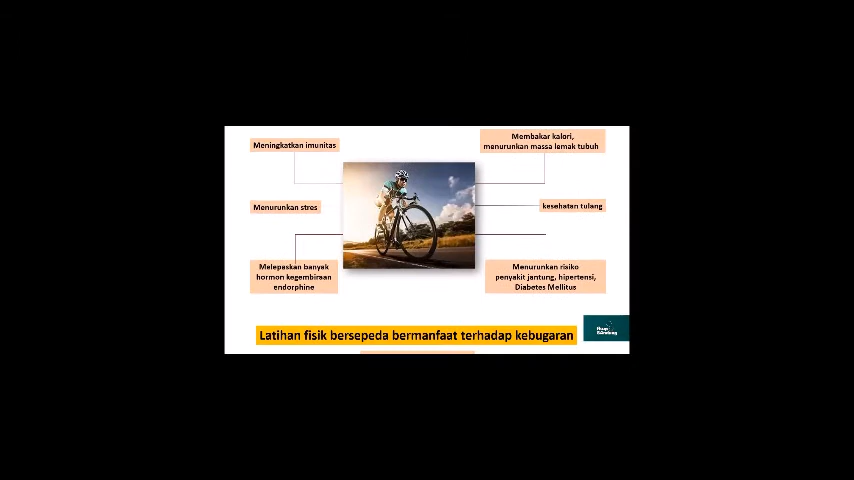 Meningkatkan imunitas
Membakar kalori,
menurunkan massa lemak tubuh
Menurunkan stres
kesehatan tulang
Melepaskan banyak
hormon kegembiraan
endorphine
Menurunkan risiko
penyakit jantung, hipertensi,
Diabetes Mellitus
Latihan fisik bersepeda bermanfaat terhadap kebugaran
Bandung